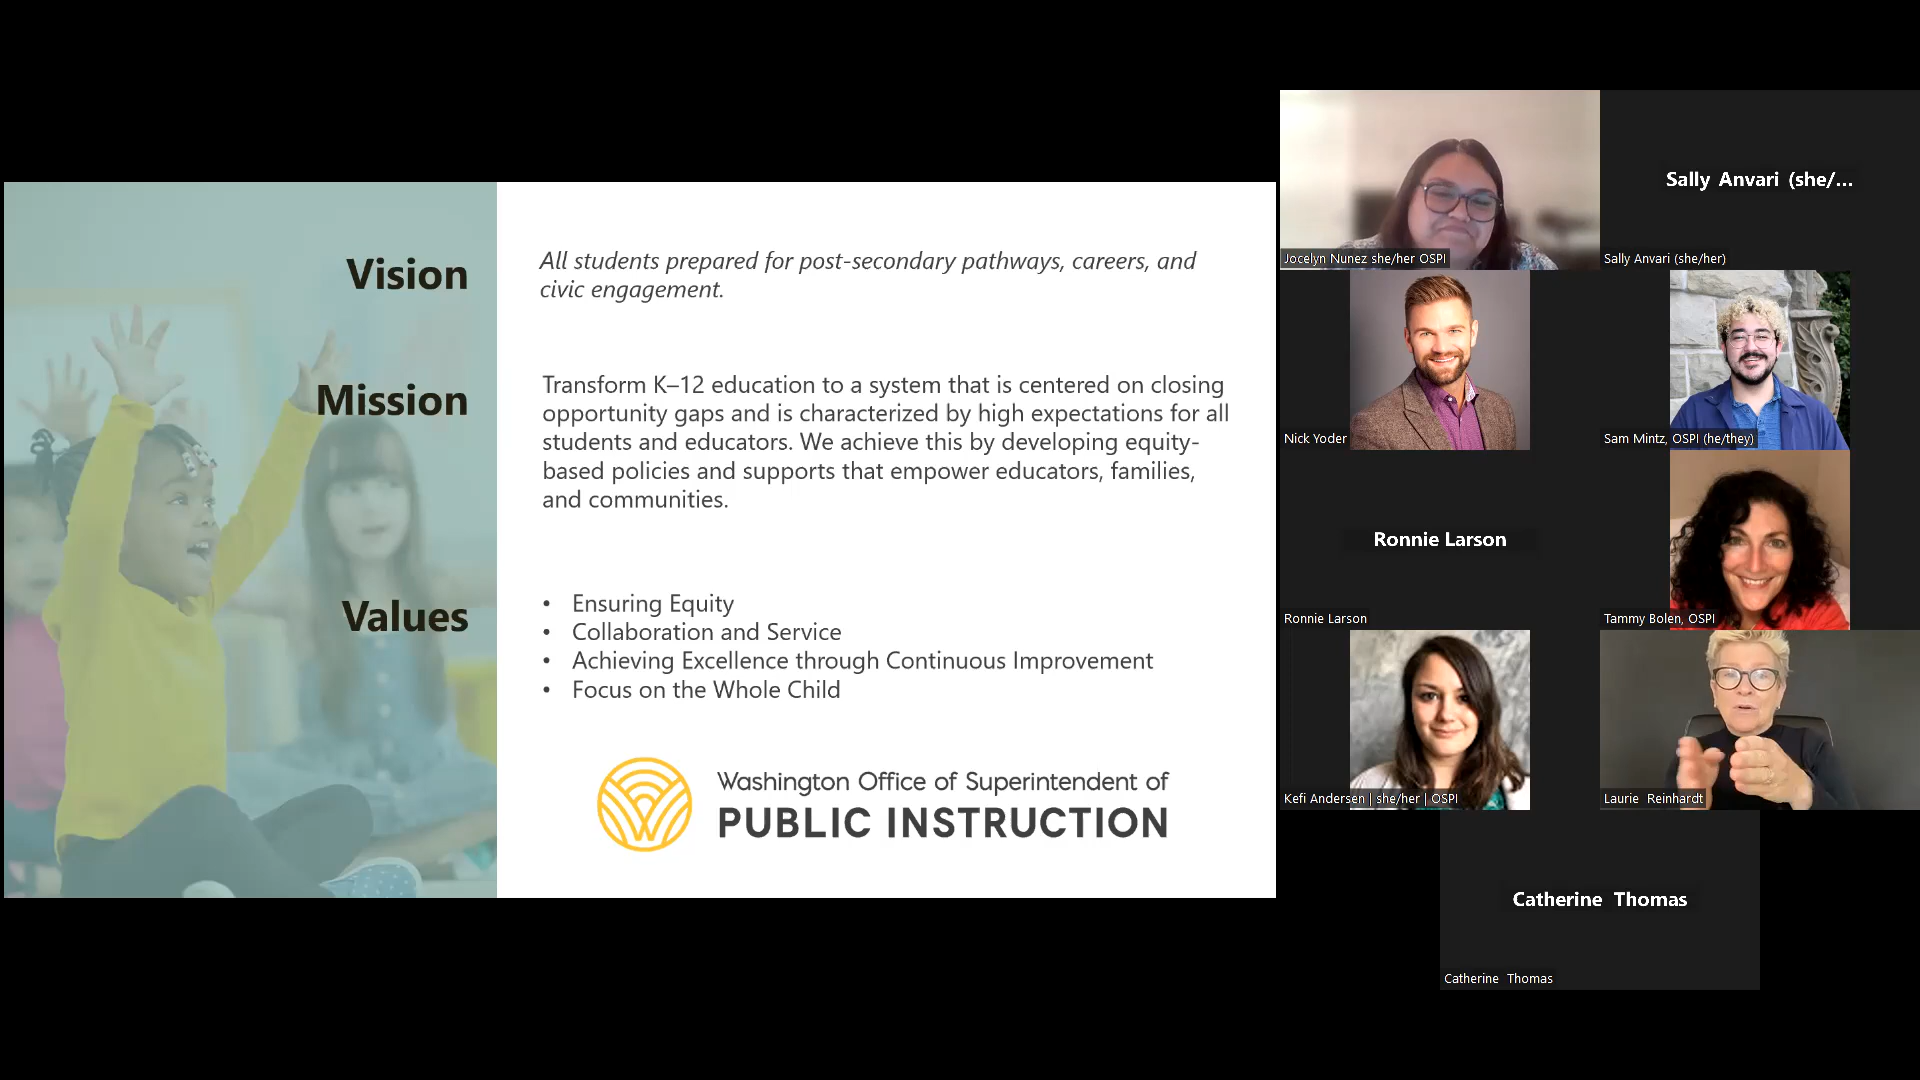 Vision
All students prepared for post-secondary pathways, careers, and
civic engagement.
Mission
Transform K–12 education to a system that is centered on closing
opportunity gaps and is characterized by high expectations for all
students and educators. We achieve this by developing equity-
based policies and supports that empower educators, families,
and communities.
Values
• Ensuring Equity
• Collaboration and Service
• Achieving Excellence through Continuous Improvement
• Focus on the Whole Child
Washington Office of Superintendent of
PUBLIC INSTRUCTION
Jocelyn Nunez she/her OSPI
Sally Anvari (she/...
Sally Anvari (she/her)
Nick Yoder
Sam Mintz, OSPI (he/they)
Ronnie Larson
Ronnie Larson
Tammy Bolen, OSPI
Kefi Andersen | she/her | OSPI
Laurie Reinhardt
Catherine Thomas
Catherine Thomas